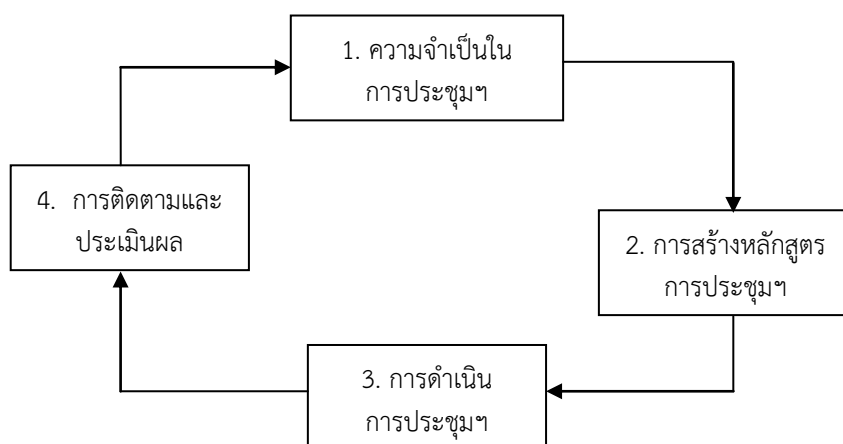 1. ความจำเป็นใน
การประชุมฯ
2. การสร้างหลักสูตร
การประชุมฯ
3. การดำเนิน
การประชุมฯ
4. การติดตามและ
ประเมินผล